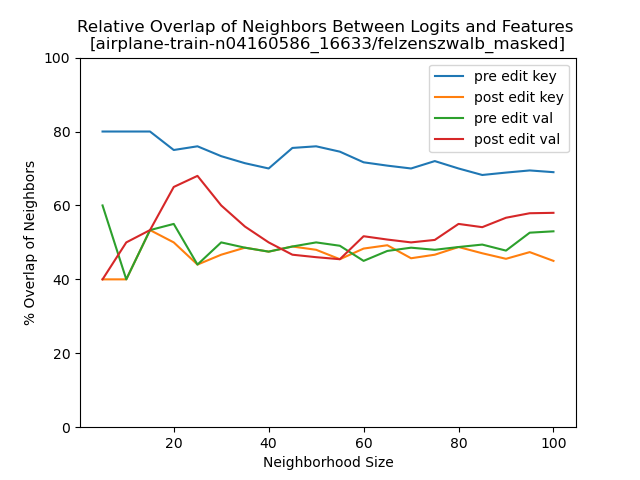 Relative Overlap of Neighbors Between Logits and Features
[airplane-train-n04160586_16633/felzenszwalb_masked]
100
80
60
40
20
0
% Overlap of Neighbors
pre edit key
post edit key
pre edit val
post edit val
20 40 60 80 100
Neighborhood Size